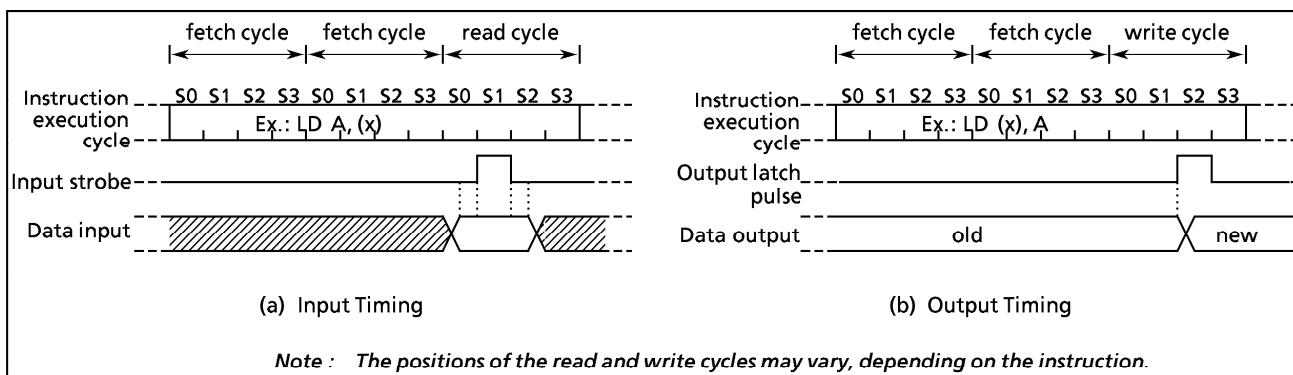 fetch cycle fetch cycle read cycle
S0 S1 S2 S3 S0 S1 S2 S3 S0 S1 S2 S3
Instruction
execution
cycle
Ex.: LD A, (x)
Input strobe
Data input
(a) Input Timing
fetch cycle fetch cycle write cycle
S0 S1 S2 S3 S0 S1 S2 S3 S0 S1 S2 S3
Instruction
execution
cycle
Ex.: LD (x), A
Output latch
pulse
Data output
old new
(b) Output Timing
Note : The positions of the read and write cycles may vary, depending on the instruction.